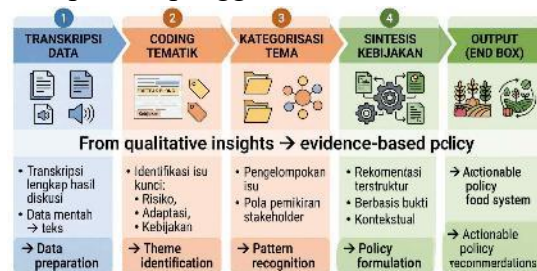 1
2
3
4
TRANSKRIPSI
DATA
CODING
TEMATIK
KATEGORISASI
TEMA
SINTESIS
KEBIJAKAN
OUTPUT
(END BOX)
From qualitative insights → evidence-based policy
• Transkripsi
lengkap hasil
diskusi
• Data mentah
→ teks
→ Data
preparation
• Identifikasi isu
kunci:
• Risiko,
• Adaptasi,
• Kebijakan
→ Theme
identification
• Pengelompokan
isu
• Pola pemikiran
stakeholder
→ Pattern
recognition
• Rekomentasi
terstruktur
• Berbasis bukti
• Kontekstual
→ Policy
formulation
→ Actionable
policy
food system
→ Actionable
policy
recommendations